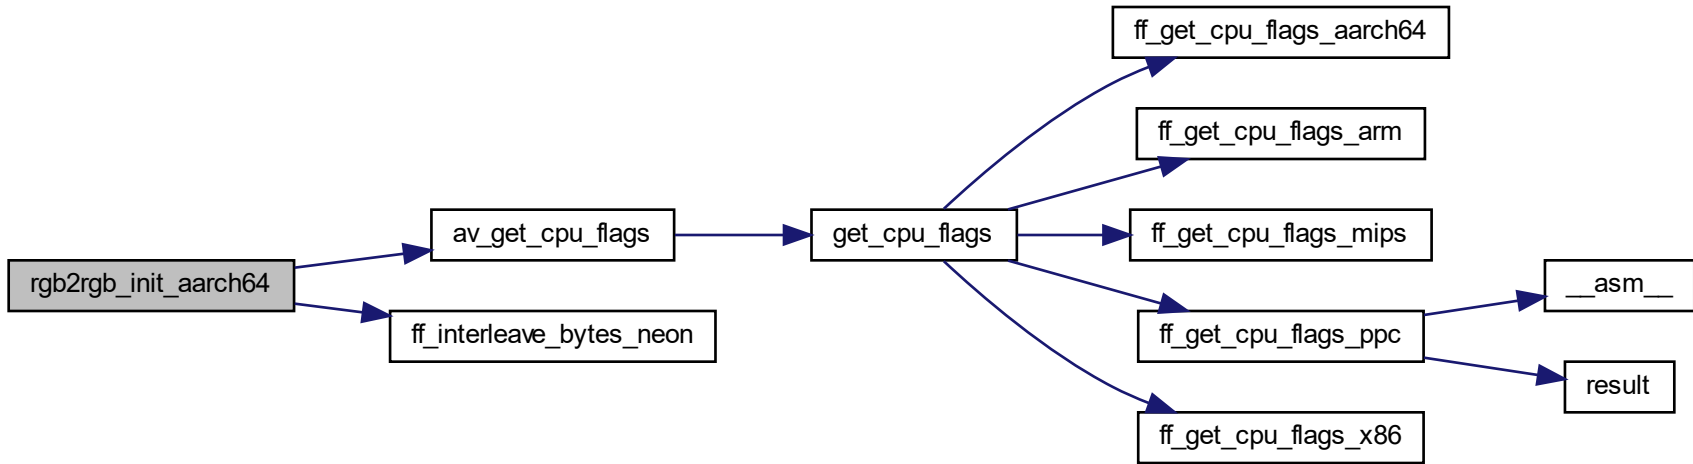 ff_get_cpu_flags_aarch64
ff_get_cpu_flags_arm
av_get_cpu_flags
get_cpu_flags
ff_get_cpu_flags_mips
rgb2rgb_init_aarch64
__asm__
ff_interleave_bytes_neon
ff_get_cpu_flags_ppc
result
ff_get_cpu_flags_x86